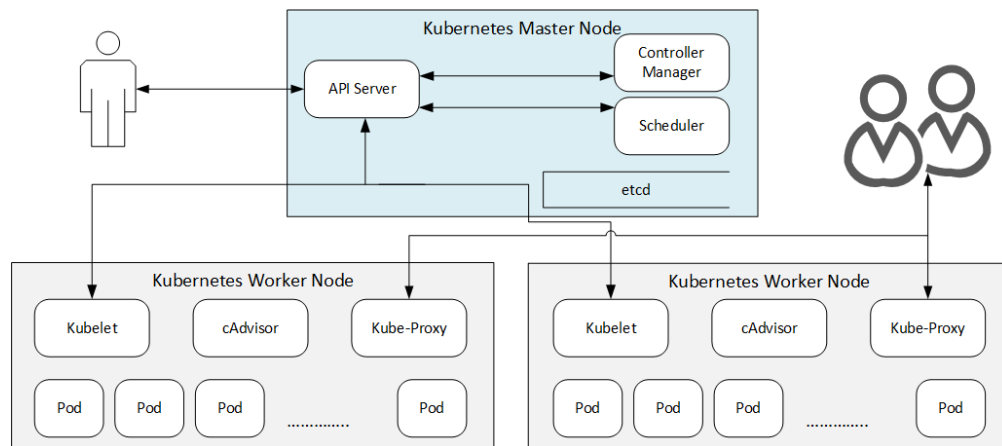 Kubernetes Master Node
API Server
Controller
Manager
Scheduler
etcd
Kubernetes Worker Node
Kubelet
cAdvisor
Kube-Proxy
Pod
Pod
Pod
..............
Pod
Kubernetes Worker Node
Kubelet
cAdvisor
Kube-Proxy
Pod
Pod
Pod
..............
Pod